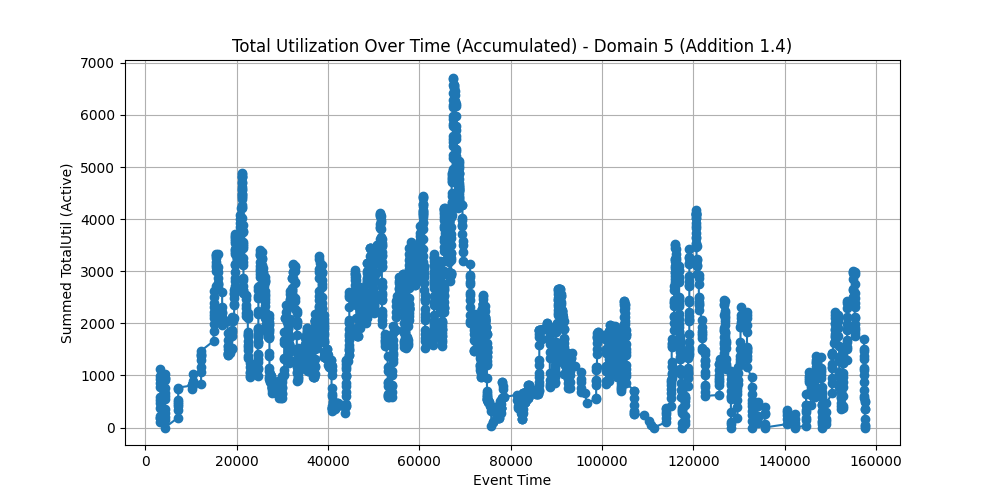 Total Utilization Over Time (Accumulated) - Domain 5 (Addition 1.4)
7000
6000
5000
4000
3000
2000
1000
0
Summed TotalUtil (Active)
0 20000 40000 60000 80000 100000 120000 140000 160000
Event Time